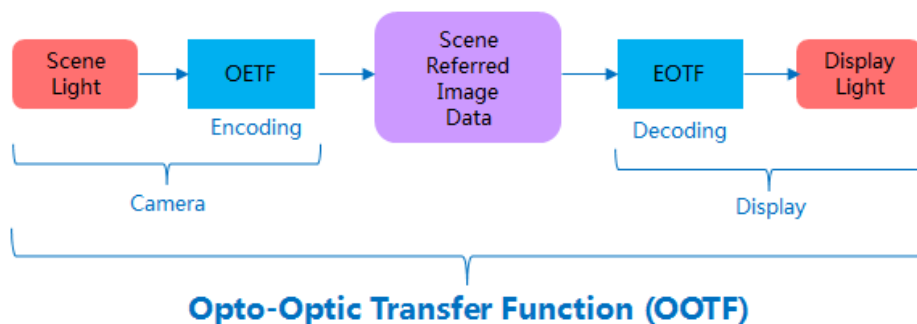 Scene
Light
OETF
Scene
Referred
Image
Data
EOTF
Display
Light
Encoding
Decoding
Camera
Display
Opto-Optic Transfer Function (OOTF)